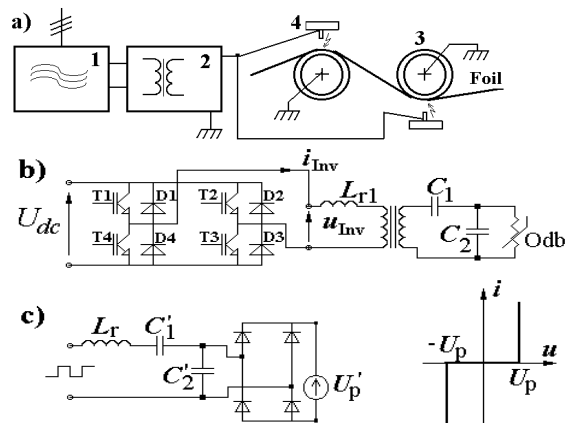 a)
1
2
4
3
Foil
b)
U_dc
T1
D1
T2
D2
T4
D4
T3
D3
i_Inv
u_Inv
L_r1
C_1
C_2
Odb
c)
L_r
C'_1
C'_2
U_p'
i
-U_p
u
U_p